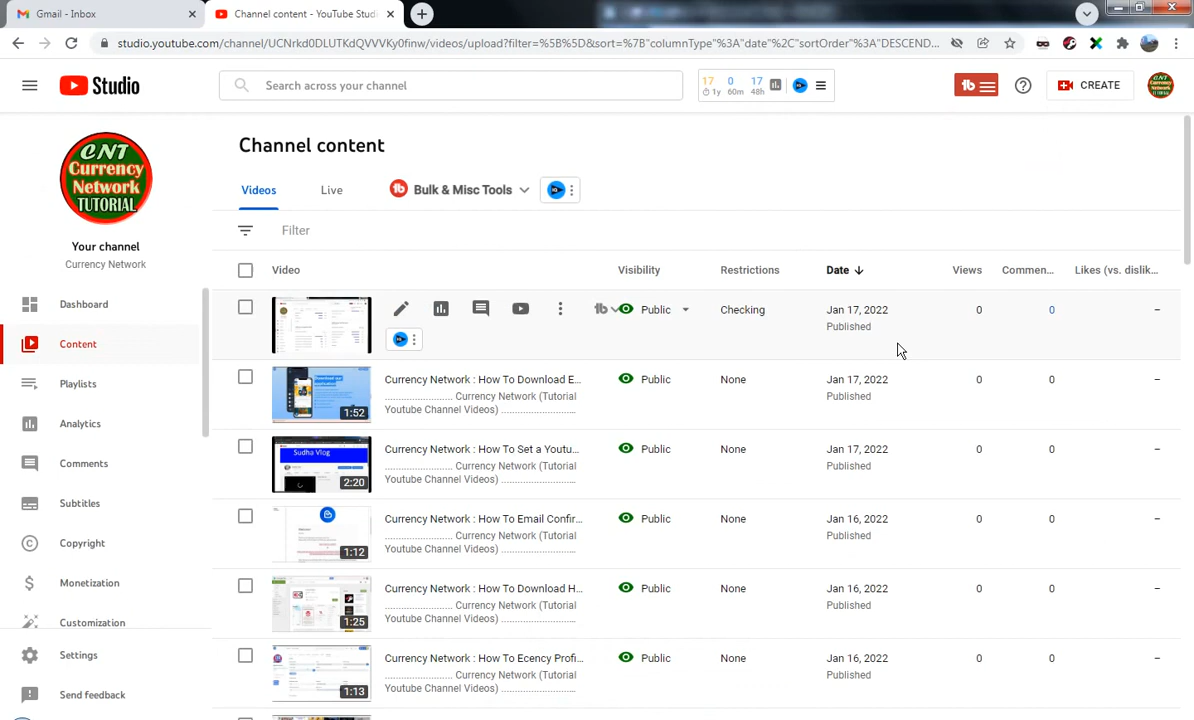 Gmail - Inbox
Channel content - YouTube Studi
studio.youtube.com/channel/UCNrkd0DLUTKdQVVVKy0finw/videos/upload?filter=%5B%5D&sort=%7B"columnType"%3A"date"%2C"sortOrder"%3A"DESCEND...
Studio
Search across your channel
17 0 17
1y 60m 48h
CREATE
CNT
Currency
Network
TUTORIAL
Your channel
Currency Network
Dashboard
Content
Playlists
Analytics
Comments
Subtitles
Copyright
Monetization
Customization
Settings
Send feedback
Channel content
Videos Live Bulk & Misc Tools
Filter
Video Visibility Restrictions Date Views Commen... Likes (vs. dislik...
Public Checking Jan 17, 2022 0 0 –
Published
Currency Network : How To Download E... Public None Jan 17, 2022 0 0 –
........................ Currency Network (Tutorial Published
Youtube Channel Videos) ..........................
1:52
Currency Network : How To Set a Youtu... Public None Jan 17, 2022 0 0 –
........................ Currency Network (Tutorial Published
Youtube Channel Videos) ..........................
Sudha Vlog
2:20
Currency Network : How To Email Confir... Public None Jan 16, 2022 0 0 –
........................ Currency Network (Tutorial Published
Youtube Channel Videos) ..........................
1:12
Currency Network : How To Download H... Public None Jan 16, 2022 0 0 –
........................ Currency Network (Tutorial Published
Youtube Channel Videos) ..........................
1:25
Currency Network : How To Ecency Profi... Public None Jan 16, 2022 0 0 –
........................ Currency Network (Tutorial Published
Youtube Channel Videos) ..........................
1:13